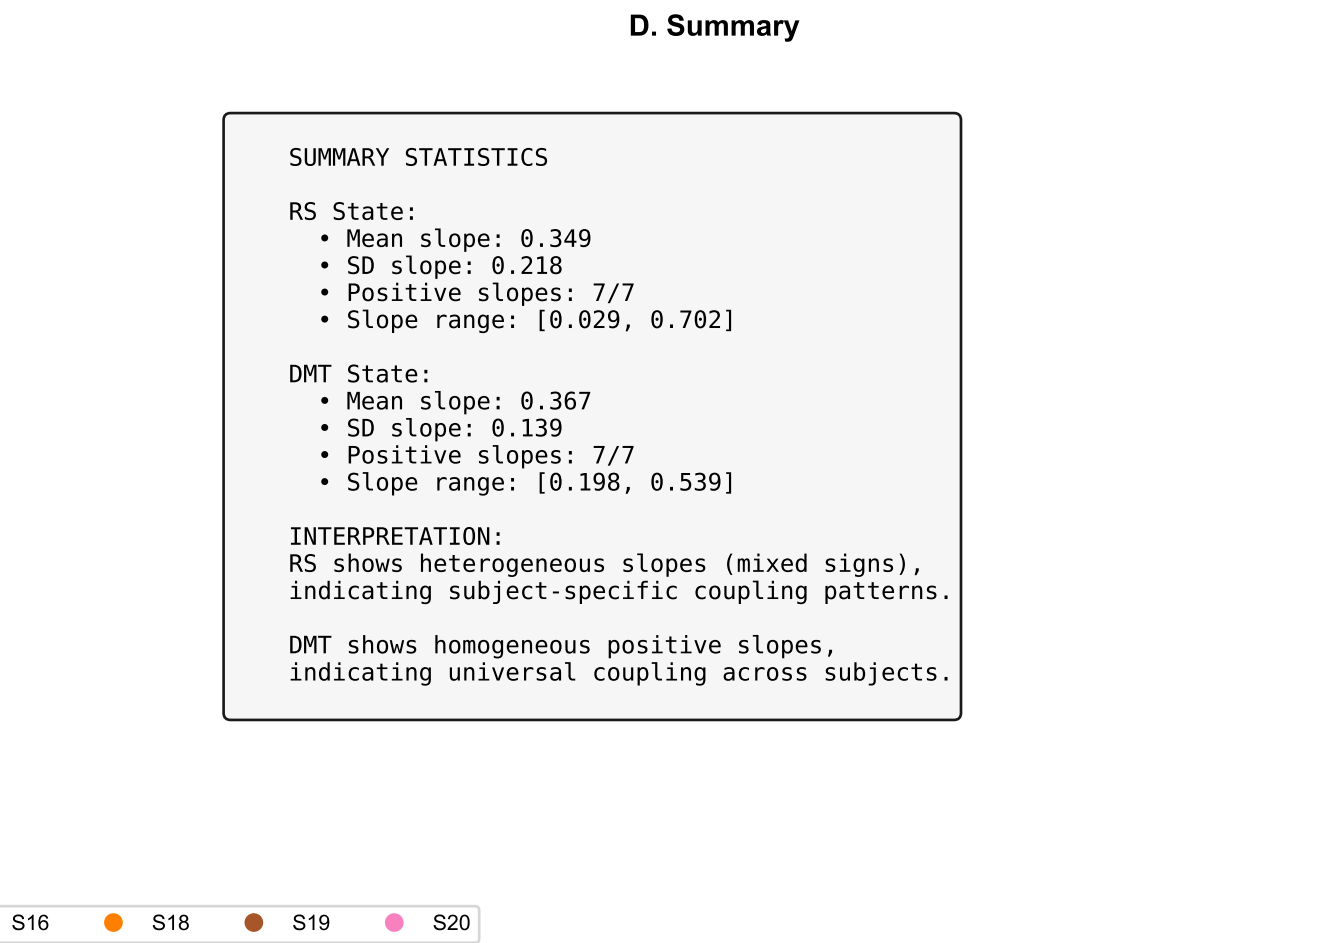 D. Summary
SUMMARY STATISTICS
RS State:
• Mean slope: 0.349
• SD slope: 0.218
• Positive slopes: 7/7
• Slope range: [0.029, 0.702]
DMT State:
• Mean slope: 0.367
• SD slope: 0.139
• Positive slopes: 7/7
• Slope range: [0.198, 0.539]
INTERPRETATION:
RS shows heterogeneous slopes (mixed signs),
indicating subject-specific coupling patterns.
DMT shows homogeneous positive slopes,
indicating universal coupling across subjects.
S16 S18 S19 S20